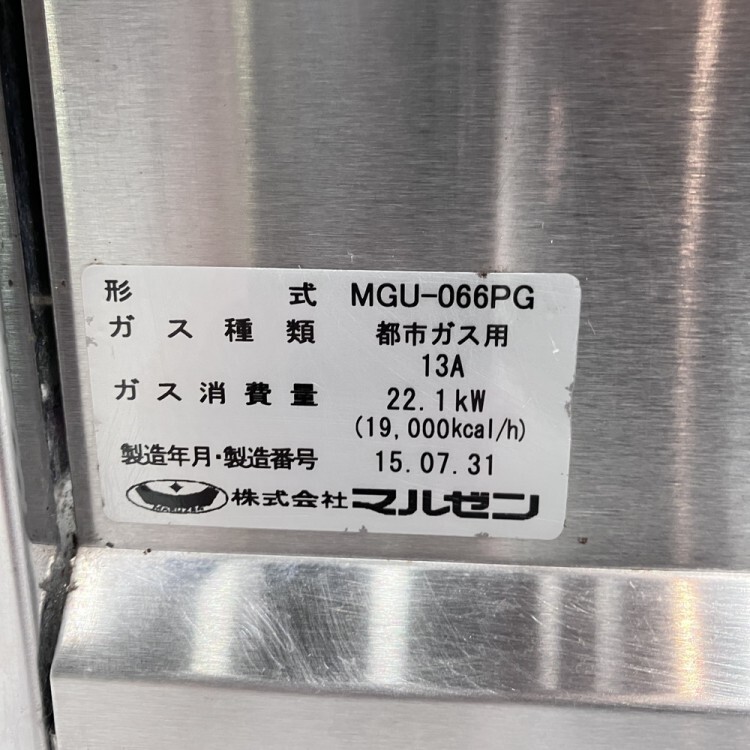 形式 MGU-066PG
ガス種類 都市ガス用
13A
ガス消費量 22.1kW
(19,000kcal/h)
製造年月・製造番号 15.07.31
MARUZEN 株式会社マルゼン